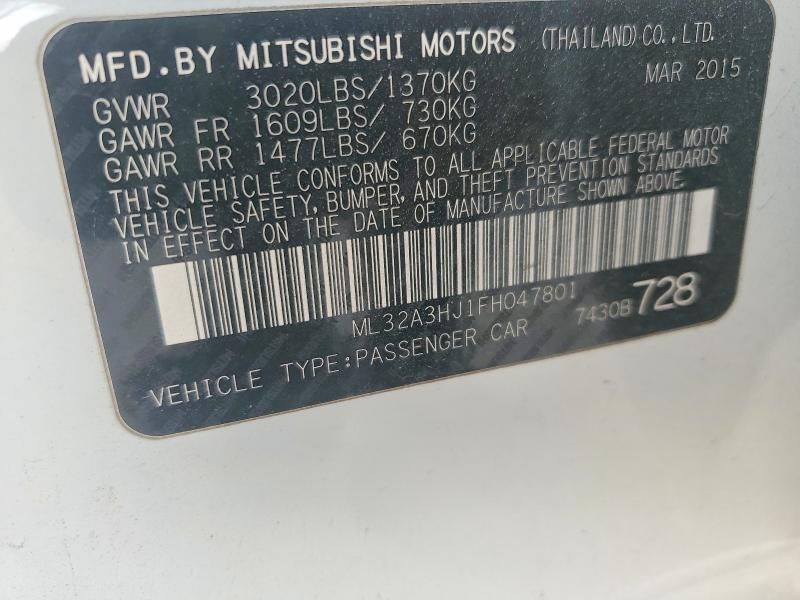 MFD.BY MITSUBISHI MOTORS (THAILAND) CO., LTD.
GVWR 3020LBS/1370KG MAR 2015
GAWR FR 1609LBS/ 730KG
GAWR RR 1477LBS/ 670KG
THIS VEHICLE CONFORMS TO ALL APPLICABLE FEDERAL MOTOR
VEHICLE SAFETY, BUMPER, AND THEFT PREVENTION STANDARDS
IN EFFECT ON THE DATE OF MANUFACTURE SHOWN ABOVE.
ML32A3HJ1FH047801 7430B 728
VEHICLE TYPE:PASSENGER CAR